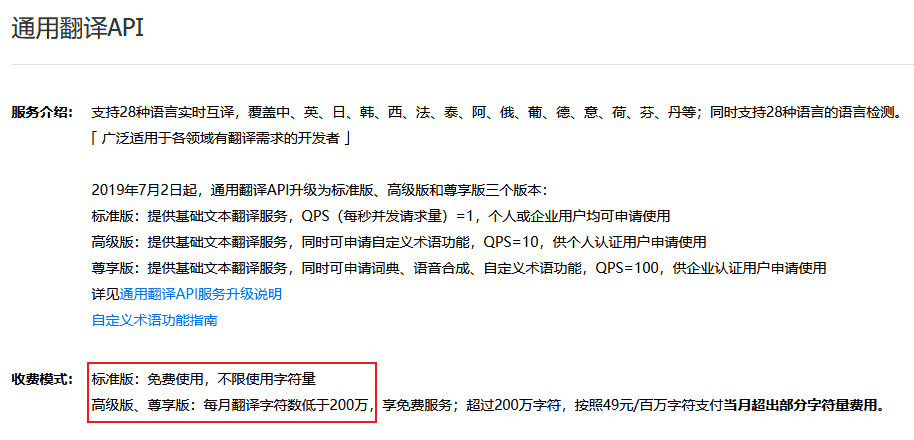 通用翻译API
服务介绍： 支持28种语言实时互译，覆盖中、英、日、韩、西、法、泰、阿、俄、葡、德、意、荷、芬、丹等；同时支持28种语言的语言检测。
「 广泛适用于各领域有翻译需求的开发者 」
2019年7月2日起，通用翻译API升级为标准版、高级版和尊享版三个版本：
标准版：提供基础文本翻译服务，QPS（每秒并发请求量）=1，个人或企业用户均可申请使用
高级版：提供基础文本翻译服务，同时可申请自定义术语功能，QPS=10，供个人认证用户申请使用
尊享版：提供基础文本翻译服务，同时可申请词典、语音合成、自定义术语功能，QPS=100，供企业认证用户申请使用
详见通用翻译API服务升级说明
自定义术语功能指南
收费模式： 标准版：免费使用，不限使用字符量
高级版、尊享版：每月翻译字符数低于200万，享免费服务；超过200万字符，按照49元/百万字符支付当月超出部分字符量费用。